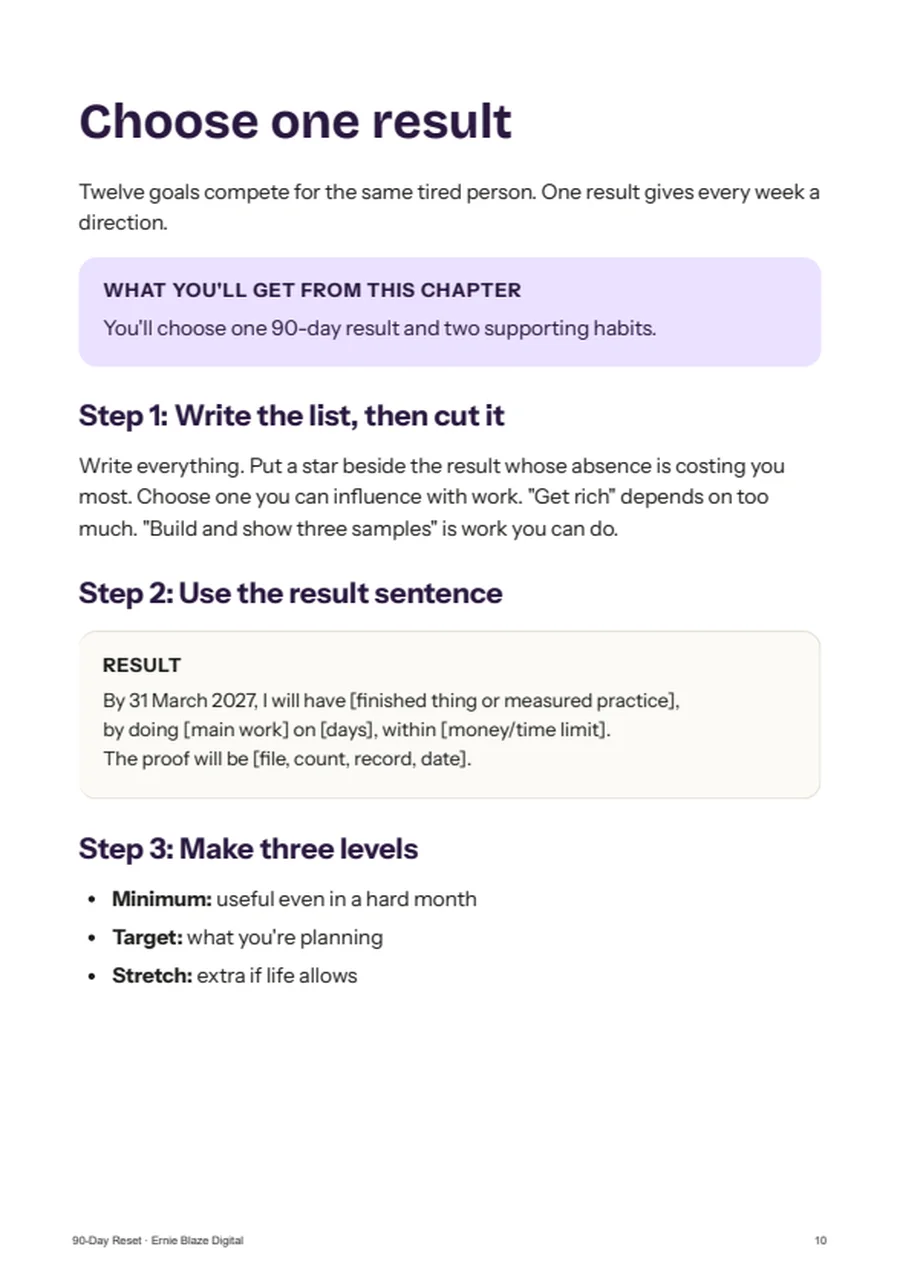 Choose one result
Twelve goals compete for the same tired person. One result gives every week a
direction.
WHAT YOU'LL GET FROM THIS CHAPTER
You'll choose one 90-day result and two supporting habits.
Step 1: Write the list, then cut it
Write everything. Put a star beside the result whose absence is costing you
most. Choose one you can influence with work. "Get rich" depends on too
much. "Build and show three samples" is work you can do.
Step 2: Use the result sentence
RESULT
By 31 March 2027, I will have [finished thing or measured practice],
by doing [main work] on [days], within [money/time limit].
The proof will be [file, count, record, date].
Step 3: Make three levels
• Minimum: useful even in a hard month
• Target: what you're planning
• Stretch: extra if life allows
90-Day Reset · Ernie Blaze Digital
10